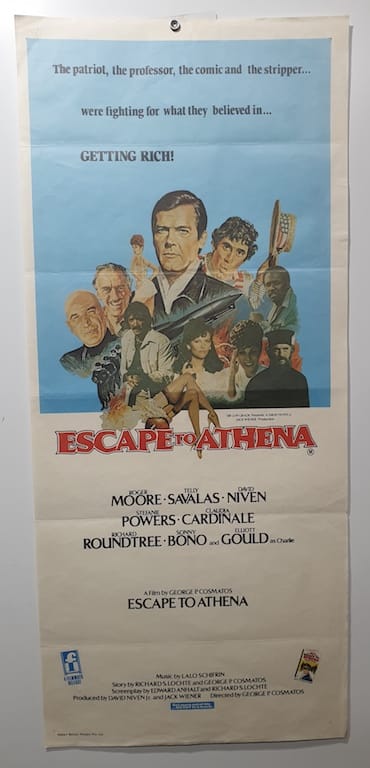 The patriot, the professor, the comic and the stripper...
were fighting for what they believed in...
GETTING RICH!
ESCAPE TO ATHENA
ROGER MOORE · TELLY SAVALAS · DAVID NIVEN
STEFANIE POWERS · CLAUDIA CARDINALE
RICHARD ROUNDTREE · SONNY BONO and ELLIOTT GOULD as Charlie
A Film by GEORGE P. COSMATOS
ESCAPE TO ATHENA
Music by LALO SCHIFRIN
Story by RICHARD S. LOCHTE and GEORGE P. COSMATOS
Screenplay by EDWARD ANHALT and RICHARD S. LOCHTE
Produced by DAVID NIVEN Jr. and JACK WIENER Directed by GEORGE P. COSMATOS